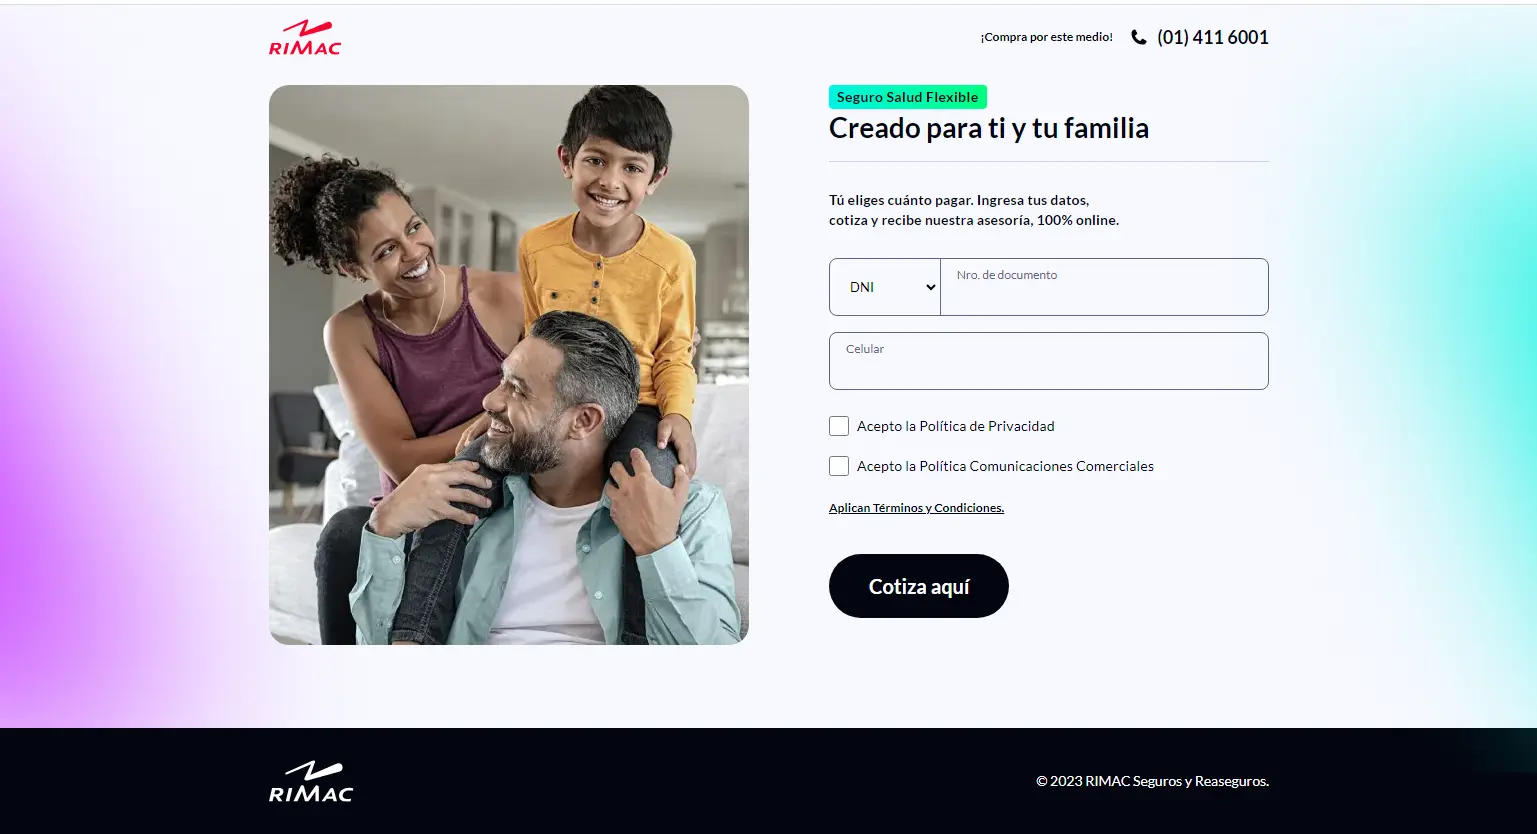 RIMAC
¡Compra por este medio!
(01) 411 6001
Seguro Salud Flexible
Creado para ti y tu familia
Tú eliges cuánto pagar. Ingresa tus datos,
cotiza y recibe nuestra asesoría, 100% online.
DNI
Nro. de documento
Celular
Acepto la Política de Privacidad
Acepto la Política Comunicaciones Comerciales
Aplican Términos y Condiciones.
Cotiza aquí
RIMAC
© 2023 RIMAC Seguros y Reaseguros.